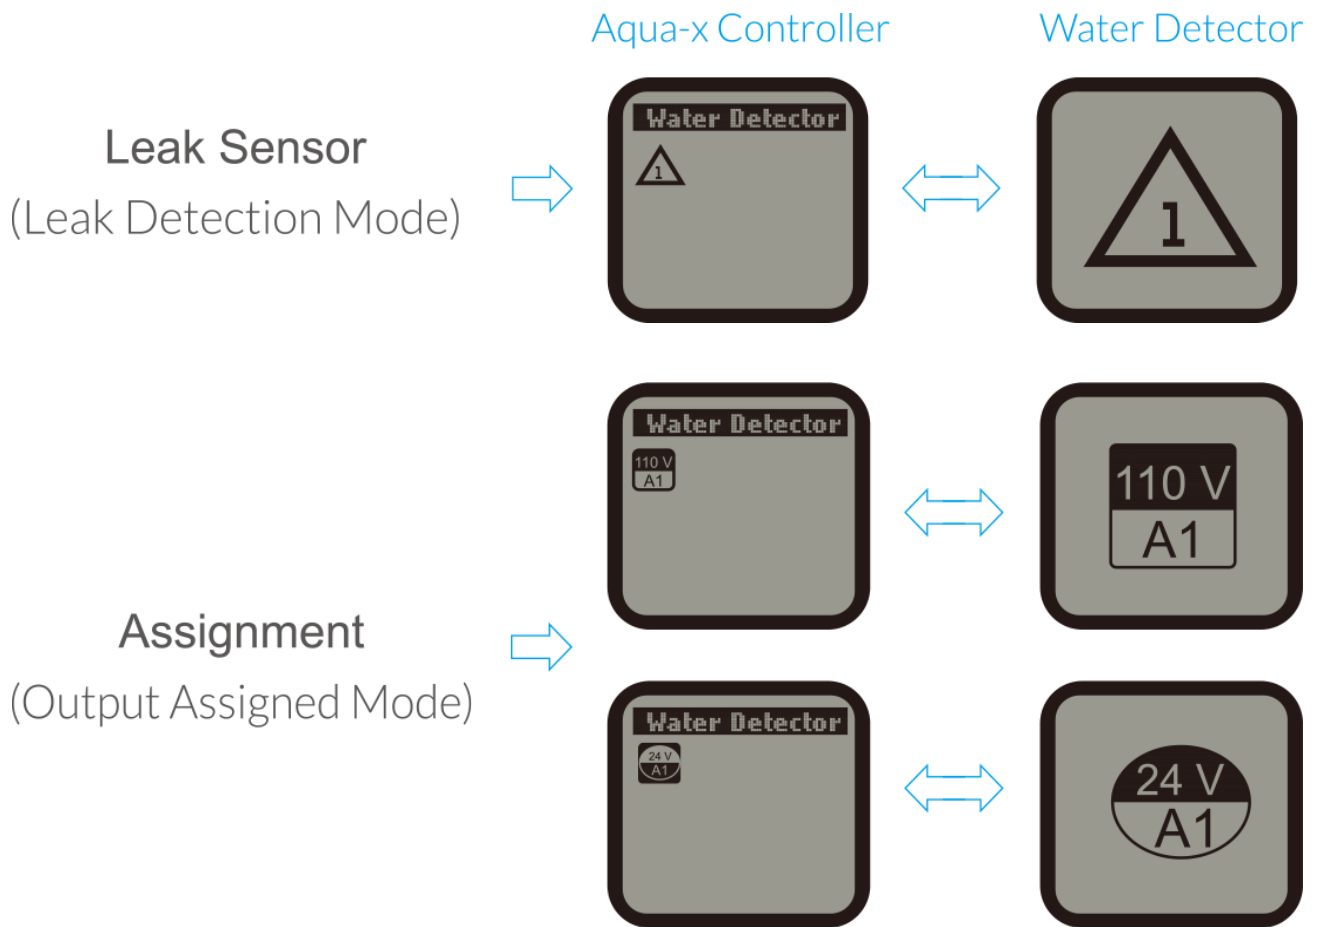 Aqua-x Controller
Water Detector
Leak Sensor
(Leak Detection Mode)
Water Detector
1
1
Water Detector
110 V
A1
110 V
A1
Assignment
(Output Assigned Mode)
Water Detector
24 V
A1
24 V
A1